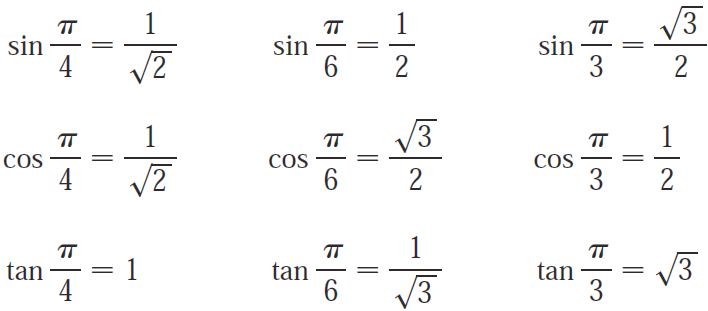 sin π/4 = 1/√2    sin π/6 = 1/2    sin π/3 = √3/2
cos π/4 = 1/√2    cos π/6 = √3/2    cos π/3 = 1/2
tan π/4 = 1    tan π/6 = 1/√3    tan π/3 = √3